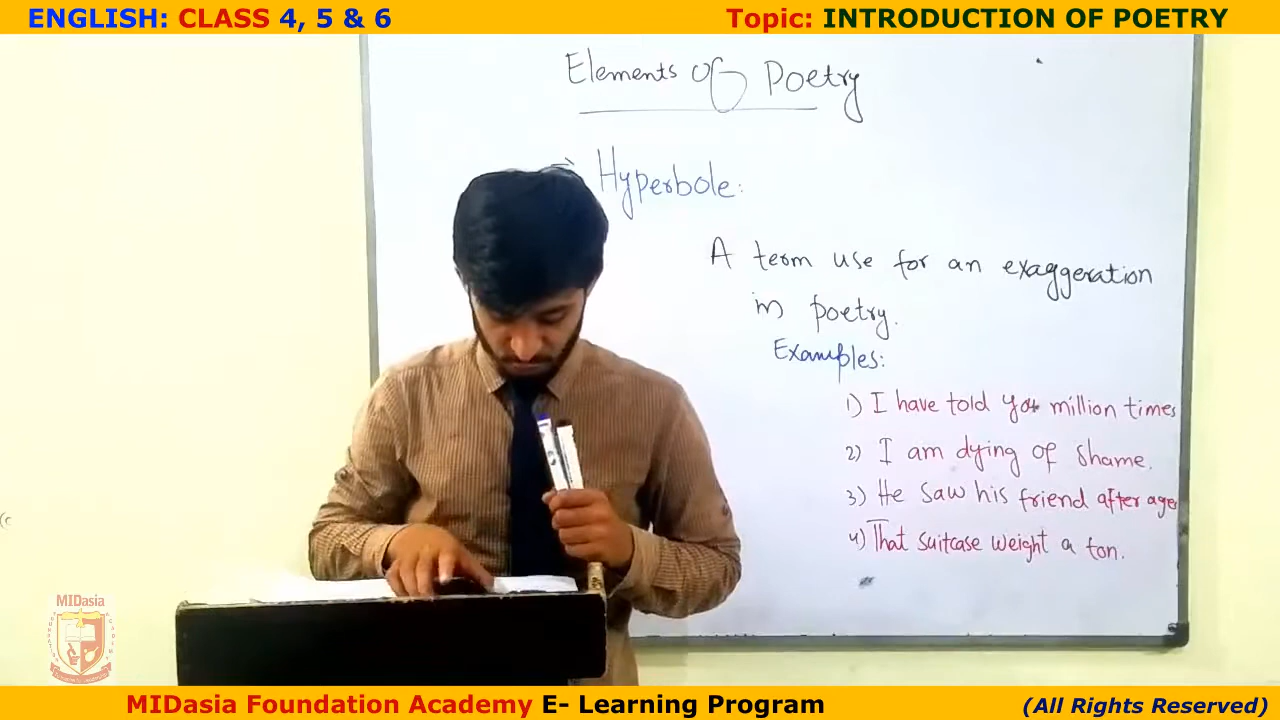 ENGLISH: CLASS 4, 5 & 6
Topic: INTRODUCTION OF POETRY
Elements of Poetry
Hyperbole:
A term use for an exaggeration
in poetry.
Examples:
1) I have told you million times
2) I am dying of shame.
3) He saw his friend after ages
4) That suitcase weight a ton.
MIDasia
MIDasia Foundation Academy E- Learning Program
(All Rights Reserved)